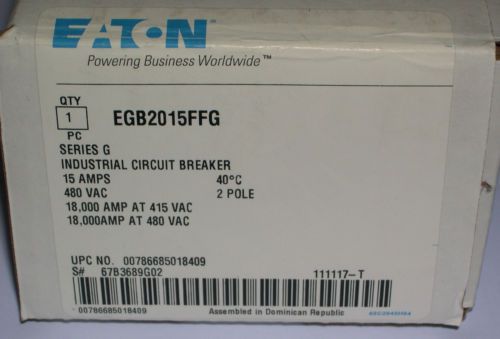 EATON
Powering Business Worldwide™
QTY
1
PC
EGB2015FFG
SERIES G
INDUSTRIAL CIRCUIT BREAKER
15 AMPS 40°C
480 VAC 2 POLE
18,000 AMP AT 415 VAC
18,000AMP AT 480 VAC
UPC NO. 00786685018409
S# 67B3689G02 111117-T
00786685018409 Assembled in Dominican Republic